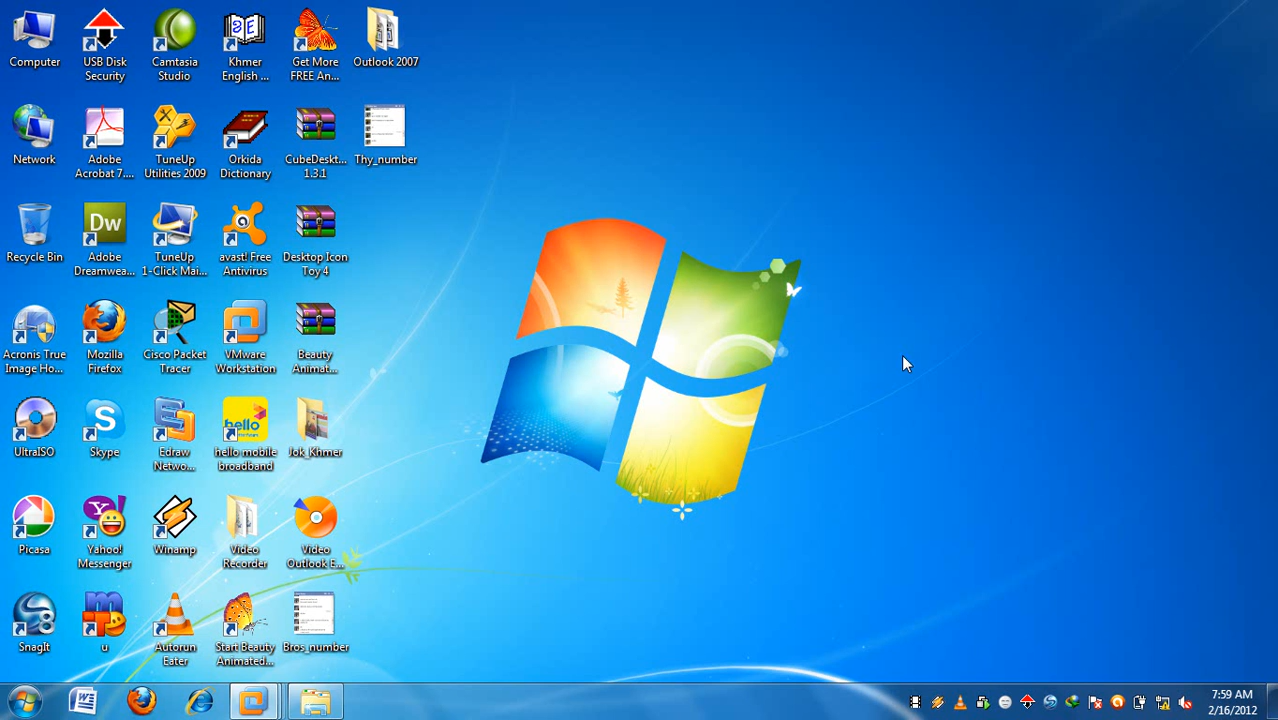 Computer
USB Disk
Security
Camtasia
Studio
Khmer
English ...
Get More
FREE An...
Outlook 2007
Network
Adobe
Acrobat 7....
TuneUp
Utilities 2009
Orkida
Dictionary
CubeDeskt...
1.3.1
Thy_number
Recycle Bin
Dw
Adobe
Dreamwea...
TuneUp
1-Click Mai...
avast! Free
Antivirus
Desktop Icon
Toy 4
Acronis True
Image Ho...
Mozilla
Firefox
Cisco Packet
Tracer
VMware
Workstation
Beauty
Animat...
UltraISO
Skype
Edraw
Netwo...
hello
hello mobile
broadband
Jok_Khmer
Picasa
Yahoo!
Messenger
Winamp
Video
Recorder
Video
Outlook E...
SnagIt
u
Autorun
Eater
Start Beauty
Animated...
Bros_number
7:59 AM
2/16/2012